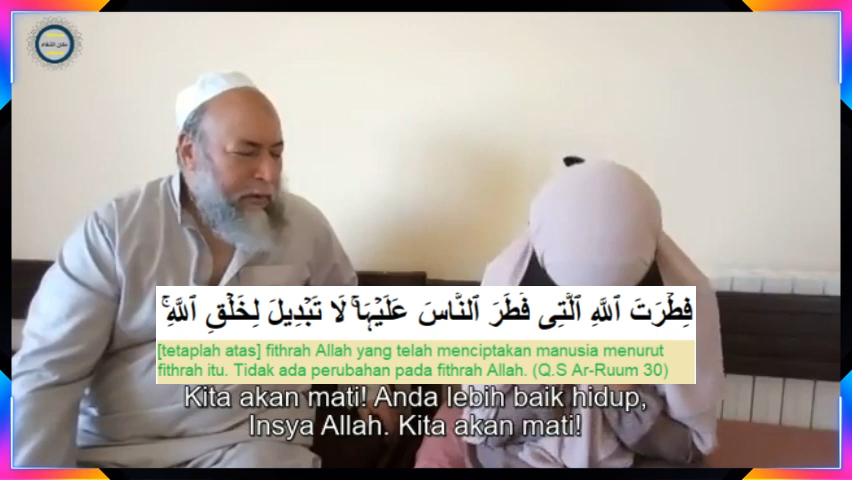 فِطْرَتَ ٱللَّهِ ٱلَّتِى فَطَرَ ٱلنَّاسَ عَلَيْهَا ۚ لَا تَبْدِيلَ لِخَلْقِ ٱللَّهِ ۚ
[tetaplah atas] fithrah Allah yang telah menciptakan manusia menurut
fithrah itu. Tidak ada perubahan pada fithrah Allah. (Q.S Ar-Ruum 30)
Kita akan mati! Anda lebih baik hidup,
Insya Allah. Kita akan mati!